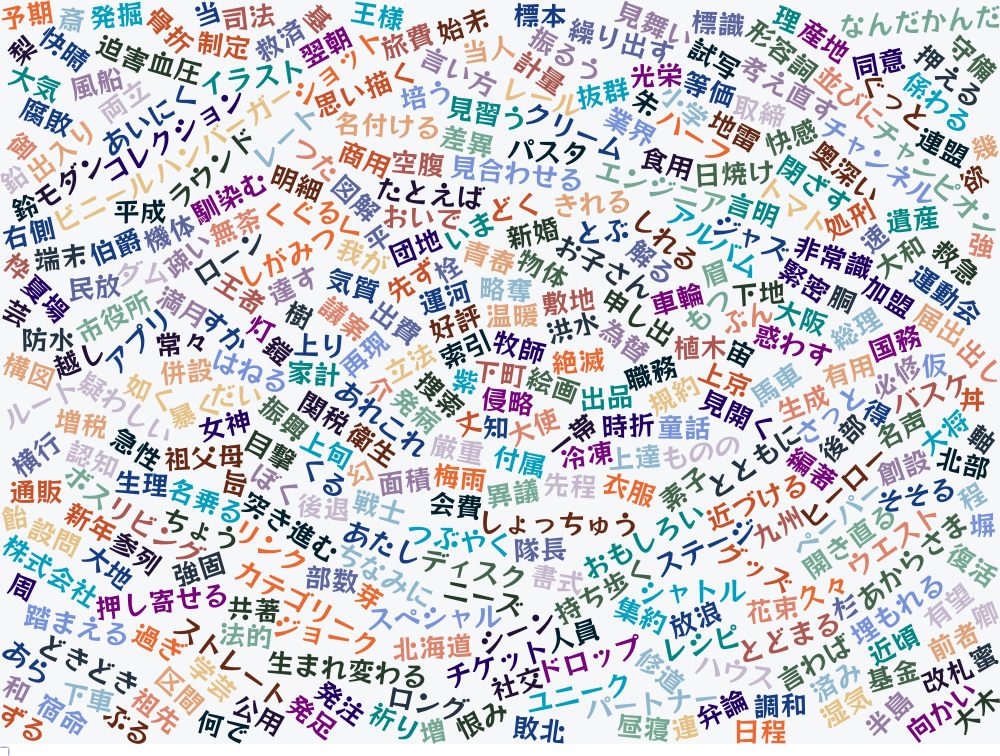 予期
斎
発掘
骨折
当
司法
基
王様
標本
繰り出す
見舞い
標識
理
産地
なんだかんだ
梨
快晴
追害
血圧
制定
救済
翌朝
ショット
旅費
始末
当人
振るう
試写
形容詞
同意
押える
守備
大気
風船
両立
イラスト
思い描く
言い方
計量
光栄
等価
考え直す
並びに
ぐっと
係わる
腐敗
あいにく
コレクション
ハンバーガー
培う
見習う
レール
抜群
朱
小学
取締
連盟
幾
出入り
鉛
鈴
モダン
ビニール
ラウンド
レート
つた
名付ける
差異
クリーム
パスタ
業界
ハーフ
地雷
快感
チャンネル
チャンピオン
欲
商用
空腹
見合わせる
食用
日焼け
閉ざす
奥深い
右側
平成
馴染む
明細
図解
たとえば
エンジニア
言明
トマト
処刑
遺産
強
端末
伯爵
機体
無茶
くぐる
おいで
いま
どく
きれる
しれる
アルバム
ジャズ
非常識
速
大和
救急
枠
夏場
民放
ダム
疎い
ローン
しがみつく
我が
平
団地
青春
新婚
とぶ
解る
眉
緊密
胴
加盟
運動会
芸
防水
市役所
満月
王者
達す
気質
先ず
栓
物体
お子さん
車輪
もつ
下地
大阪
総理
届出
越し
アプリ
すか
灯
樹
議案
出費
運河
略奪
敷地
申し出
ぶん
惑わす
国務
出し
構図
常々
鎧
上り
再現
好評
温暖
洪水
為替
植木
宙
有用
必修
仮
ルート
疑わしい
併設
はねる
家計
立法
索引
牧師
絶滅
職務
上京
馬車
生成
さっと
バスケ
丼
如く
暴く
だい
介
捜索
紫
下町
絵画
出品
規約
見開く
得
名声
大将
軸
増税
女神
振興
関税
あれこれ
発病
侵略
丈
知
大使
帯
時折
童話
ともに
後部
横行
認知
急性
祖父母
目撃
上旬
衛生
厳重
付属
冷凍
上達
ものの
編著
ヒーロー
創設
北部
通販
ボス
生理
名乗る
旨
ぼく
くる
幻
面積
梅雨
異議
先程
衣服
素子
とも
近づける
九州
ペーパー
そそる
程
飴
設問
新年
リビング
ちょう
突き進む
後退
戦士
会費
しょっちゅう
おもしろい
ステージ
開き直る
ウエスト
塀
株式会社
大地
参列
強固
リンク
あたし
つぶやく
隊長
グッズ
あからさま
復活
周
押し寄せる
共著
カテゴリ
部数
芽
ちなみに
ディスク
ニーズ
書式
持ち歩く
シャトル
花束
久々
杉
有望
卿
踏まえる
過ぎ
ストレート
法的
ジョーク
リン
スペシャル
北海道
シーン
人員
集約
放浪
レシピ
とどまる
埋もれる
近頃
前者
あら
どきどき
学芸
生まれ変わる
チケット
ドロップ
修道
ハウス
言わば
済み
基金
改札
蜜
和
宿命
下車
祖先
区間
公用
発注
ロング
社交
ユニーク
パートナー
弁論
調和
湿気
半島
向かい
大木
ずる
ぶる
何で
発足
祈り
増
恨み
敗北
昼寝
連
日程